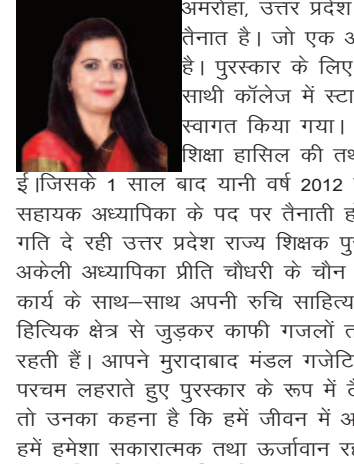 अमरोहा, उत्तर प्रदेश
तैनात है। जो एक अ
है। पुरस्कार के लिए
साथी कॉलेज में स्टा
स्वागत किया गया।
शिक्षा हासिल की तथ
ई।जिसके 1 साल बाद यानी वर्ष 2012
सहायक अध्यापिका के पद पर तैनाती ह
गति दे रही उत्तर प्रदेश राज्य शिक्षक पु
अकेली अध्यापिका प्रीति चौधरी के चौन
कार्य के साथ–साथ अपनी रुचि साहित्य
हित्यिक क्षेत्र से जुड़कर काफी गजलों त
रहती हैं। आपने मुरादाबाद मंडल गजेटि
परचम लहराते हुए पुरस्कार के रूप में
तो उनका कहना है कि हमें जीवन में अ
हमें हमेशा सकारात्मक तथा ऊर्जावान रह